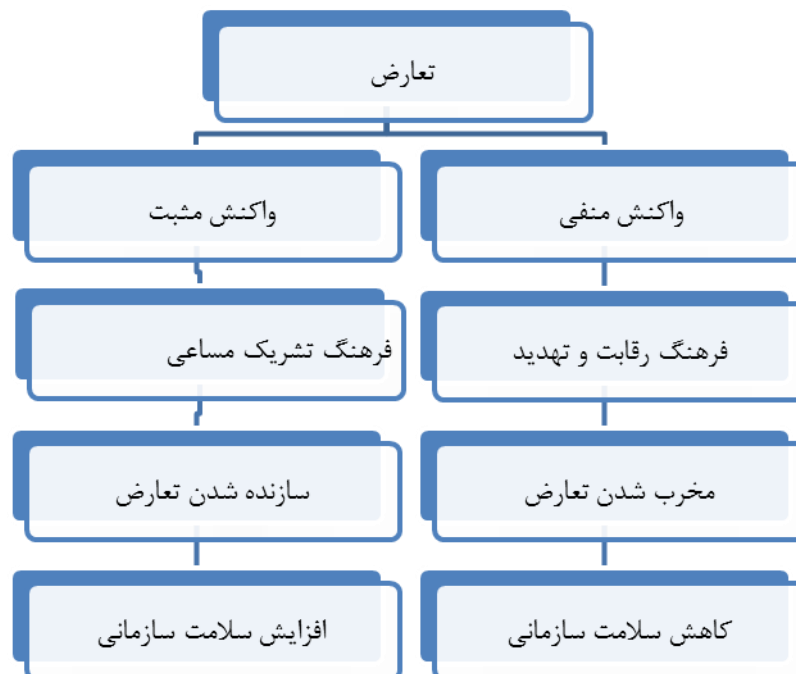 تعارض
واکنش منفی
واکنش مثبت
فرهنگ رقابت و تهدید
فرهنگ تشریک مساعی
مخرب شدن تعارض
سازنده شدن تعارض
کاهش سلامت سازمانی
افزایش سلامت سازمانی